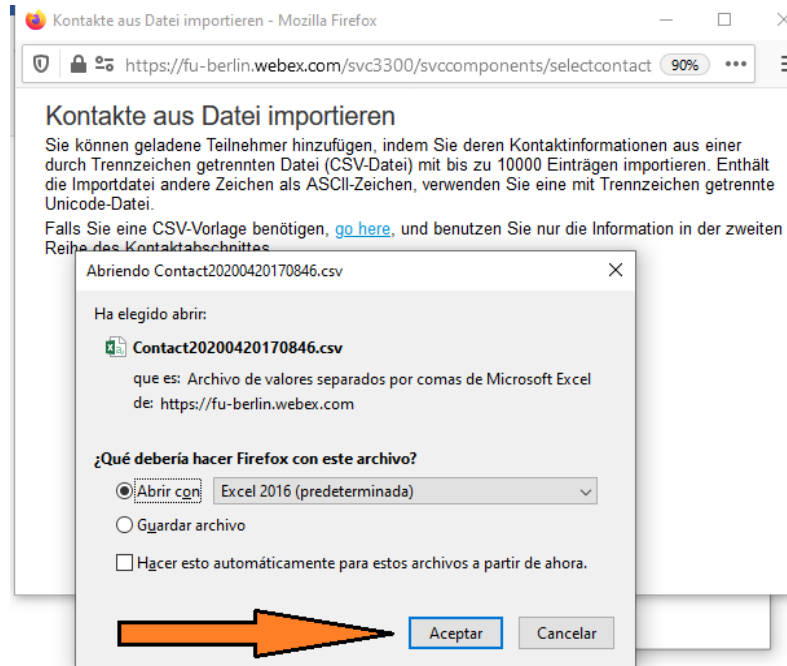 Kontakte aus Datei importieren - Mozilla Firefox
https://fu-berlin.webex.com/svc3300/svccomponents/selectcontact 90%
Kontakte aus Datei importieren
Sie können geladene Teilnehmer hinzufügen, indem Sie deren Kontaktinformationen aus einer
durch Trennzeichen getrennten Datei (CSV-Datei) mit bis zu 10000 Einträgen importieren. Enthält
die Importdatei andere Zeichen als ASCII-Zeichen, verwenden Sie eine mit Trennzeichen getrennte
Unicode-Datei.
Falls Sie eine CSV-Vorlage benötigen, go here, und benutzen Sie nur die Information in der zweiten
Reihe des Kontaktabschnittes
Abriendo Contact20200420170846.csv
Ha elegido abrir:
Contact20200420170846.csv
que es: Archivo de valores separados por comas de Microsoft Excel
de: https://fu-berlin.webex.com
¿Qué debería hacer Firefox con este archivo?
Abrir con Excel 2016 (predeterminada)
Guardar archivo
Hacer esto automáticamente para estos archivos a partir de ahora.
Aceptar Cancelar